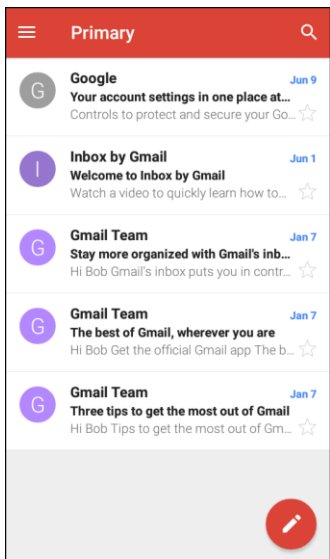 Primary
G
Google
Jun 9
Your account settings in one place at...
Controls to protect and secure your Go...
I
Inbox by Gmail
Jun 1
Welcome to Inbox by Gmail
Watch a video to quickly learn how to...
G
Gmail Team
Jan 7
Stay more organized with Gmail's inb...
Hi Bob Gmail's inbox puts you in contr...
G
Gmail Team
Jan 7
The best of Gmail, wherever you are
Hi Bob Get the official Gmail app The b...
G
Gmail Team
Jan 7
Three tips to get the most out of Gmail
Hi Bob Tips to get the most out of Gm...